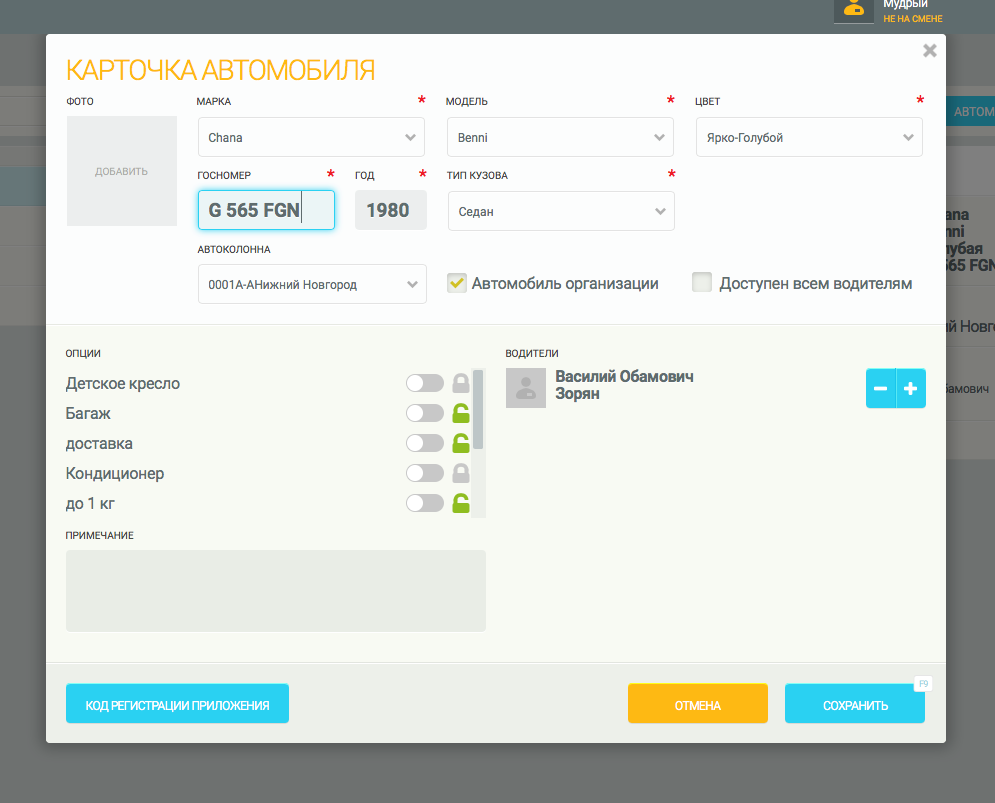 Мудрый
НЕ НА СМЕНЕ
КАРТОЧКА АВТОМОБИЛЯ
ФОТО
МАРКА *
МОДЕЛЬ *
ЦВЕТ *
ДОБАВИТЬ
Chana
Benni
Ярко-Голубой
АВТОМ
ГОСНОМЕР *
ГОД *
ТИП КУЗОВА *
G 565 FGN
1980
Седан
АВТОКОЛОННА
0001А-АНижний Новгород
Автомобиль организации
Доступен всем водителям
ana
nni
лубая
565 FGN
ий Новго
бамович
ОПЦИИ
Детское кресло
Багаж
доставка
Кондиционер
до 1 кг
ВОДИТЕЛИ
Василий Обамович
Зорян
ПРИМЕЧАНИЕ
КОД РЕГИСТРАЦИИ ПРИЛОЖЕНИЯ
ОТМЕНА
СОХРАНИТЬ
F9